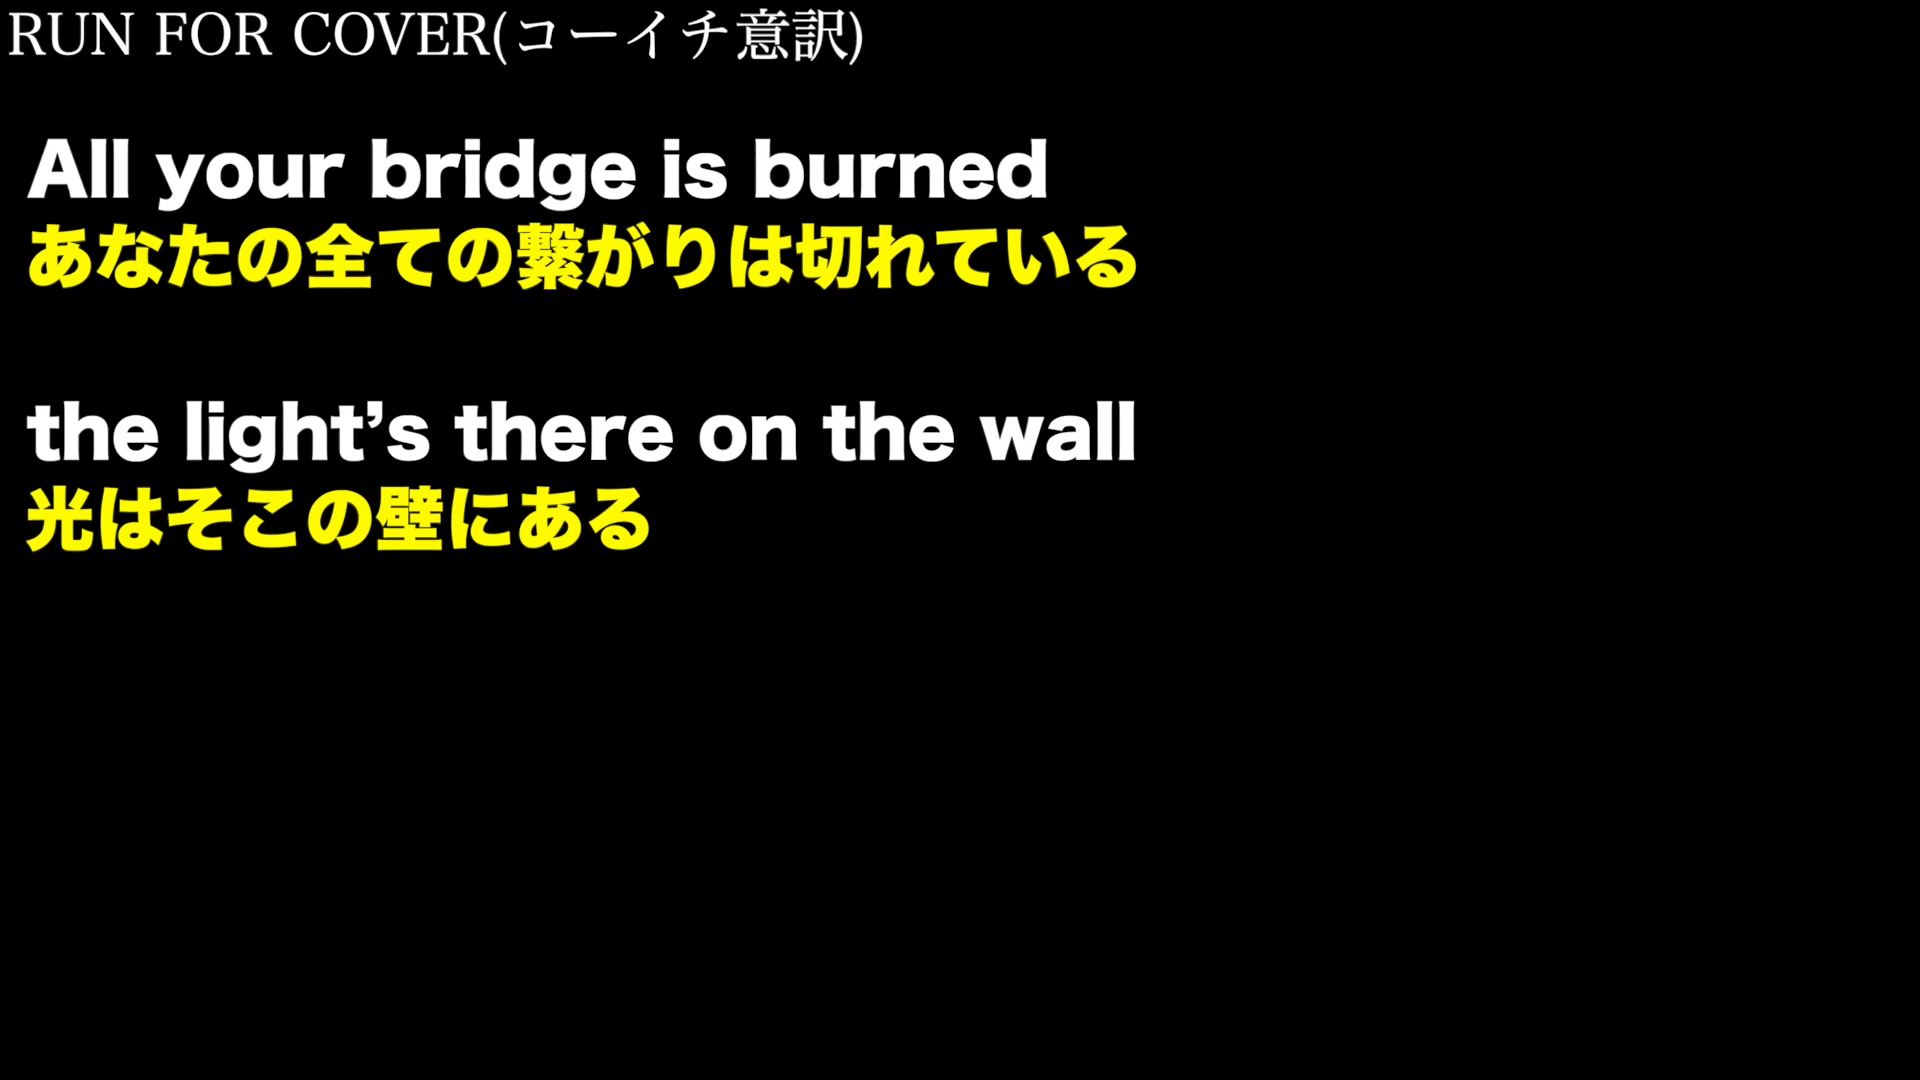 RUN FOR COVER(コーイチ意訳)
All your bridge is burned
あなたの全ての繋がりは切れている
the light’s there on the wall
光はそこの壁にある